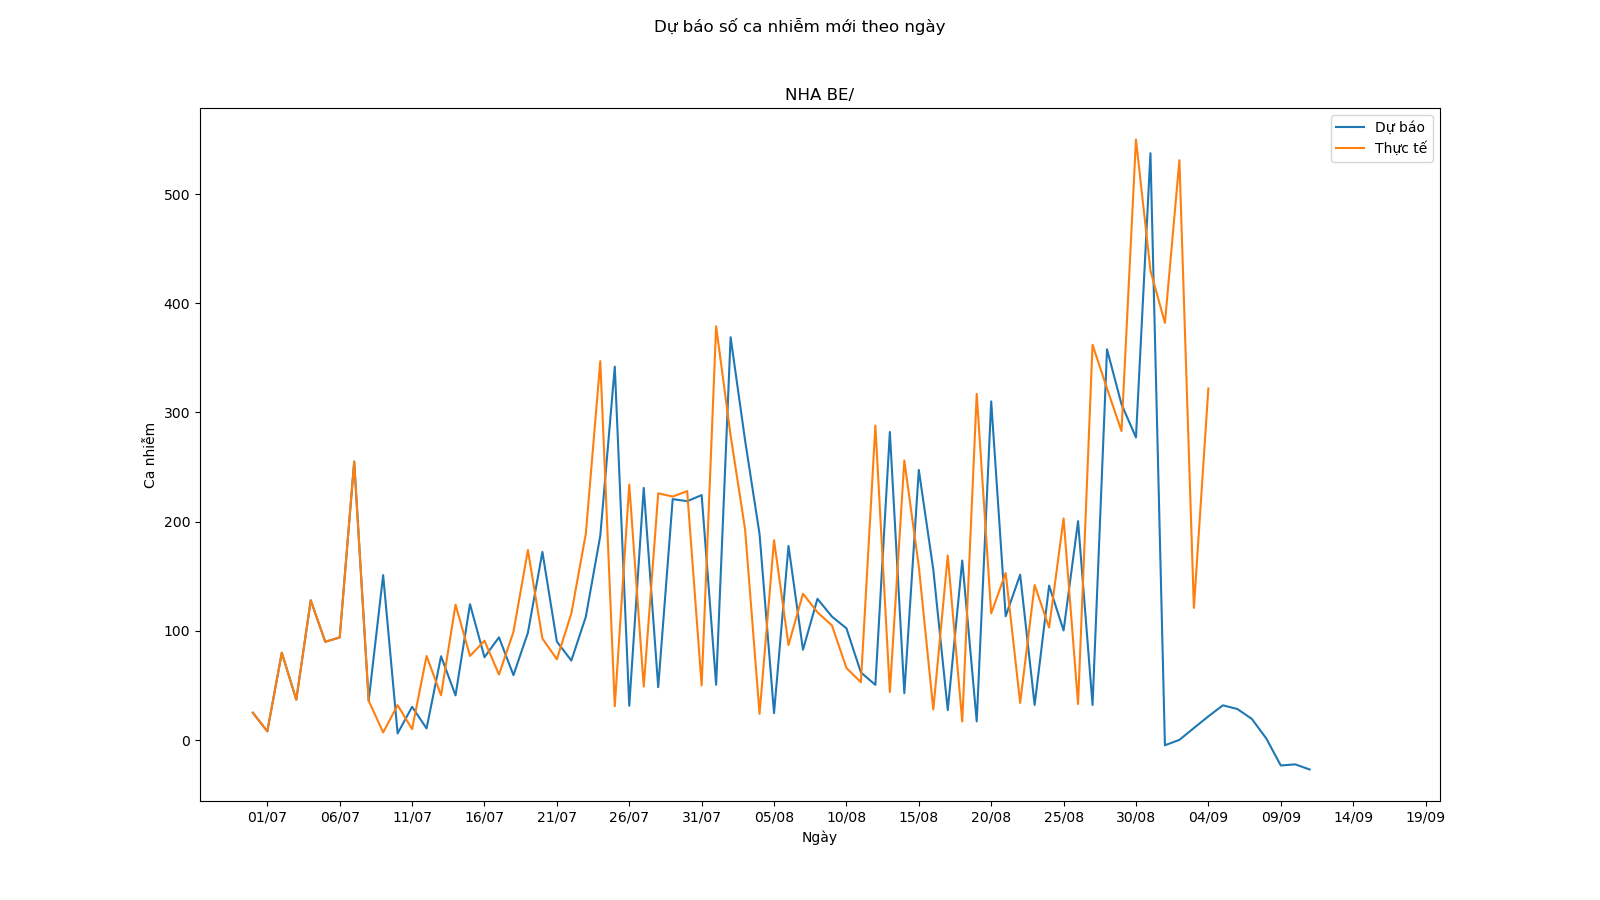 Dự báo số ca nhiễm mới theo ngày
NHA BE/
Dự báo
Thực tế
500
400
300
200
100
0
Ca nhiễm
01/07 06/07 11/07 16/07 21/07 26/07 31/07 05/08 10/08 15/08 20/08 25/08 30/08 04/09 09/09 14/09 19/09
Ngày